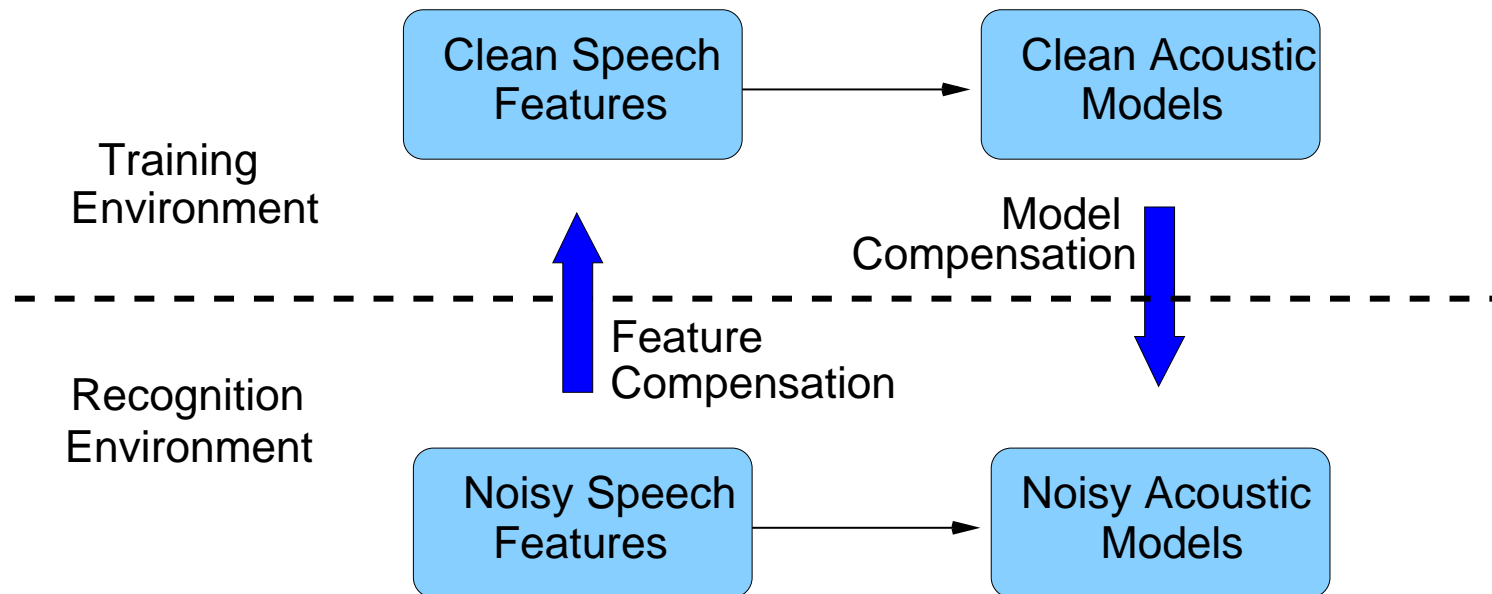 Clean Speech
Features
Clean Acoustic
Models
Training
Environment
Model
Compensation
Feature
Compensation
Recognition
Environment
Noisy Speech
Features
Noisy Acoustic
Models